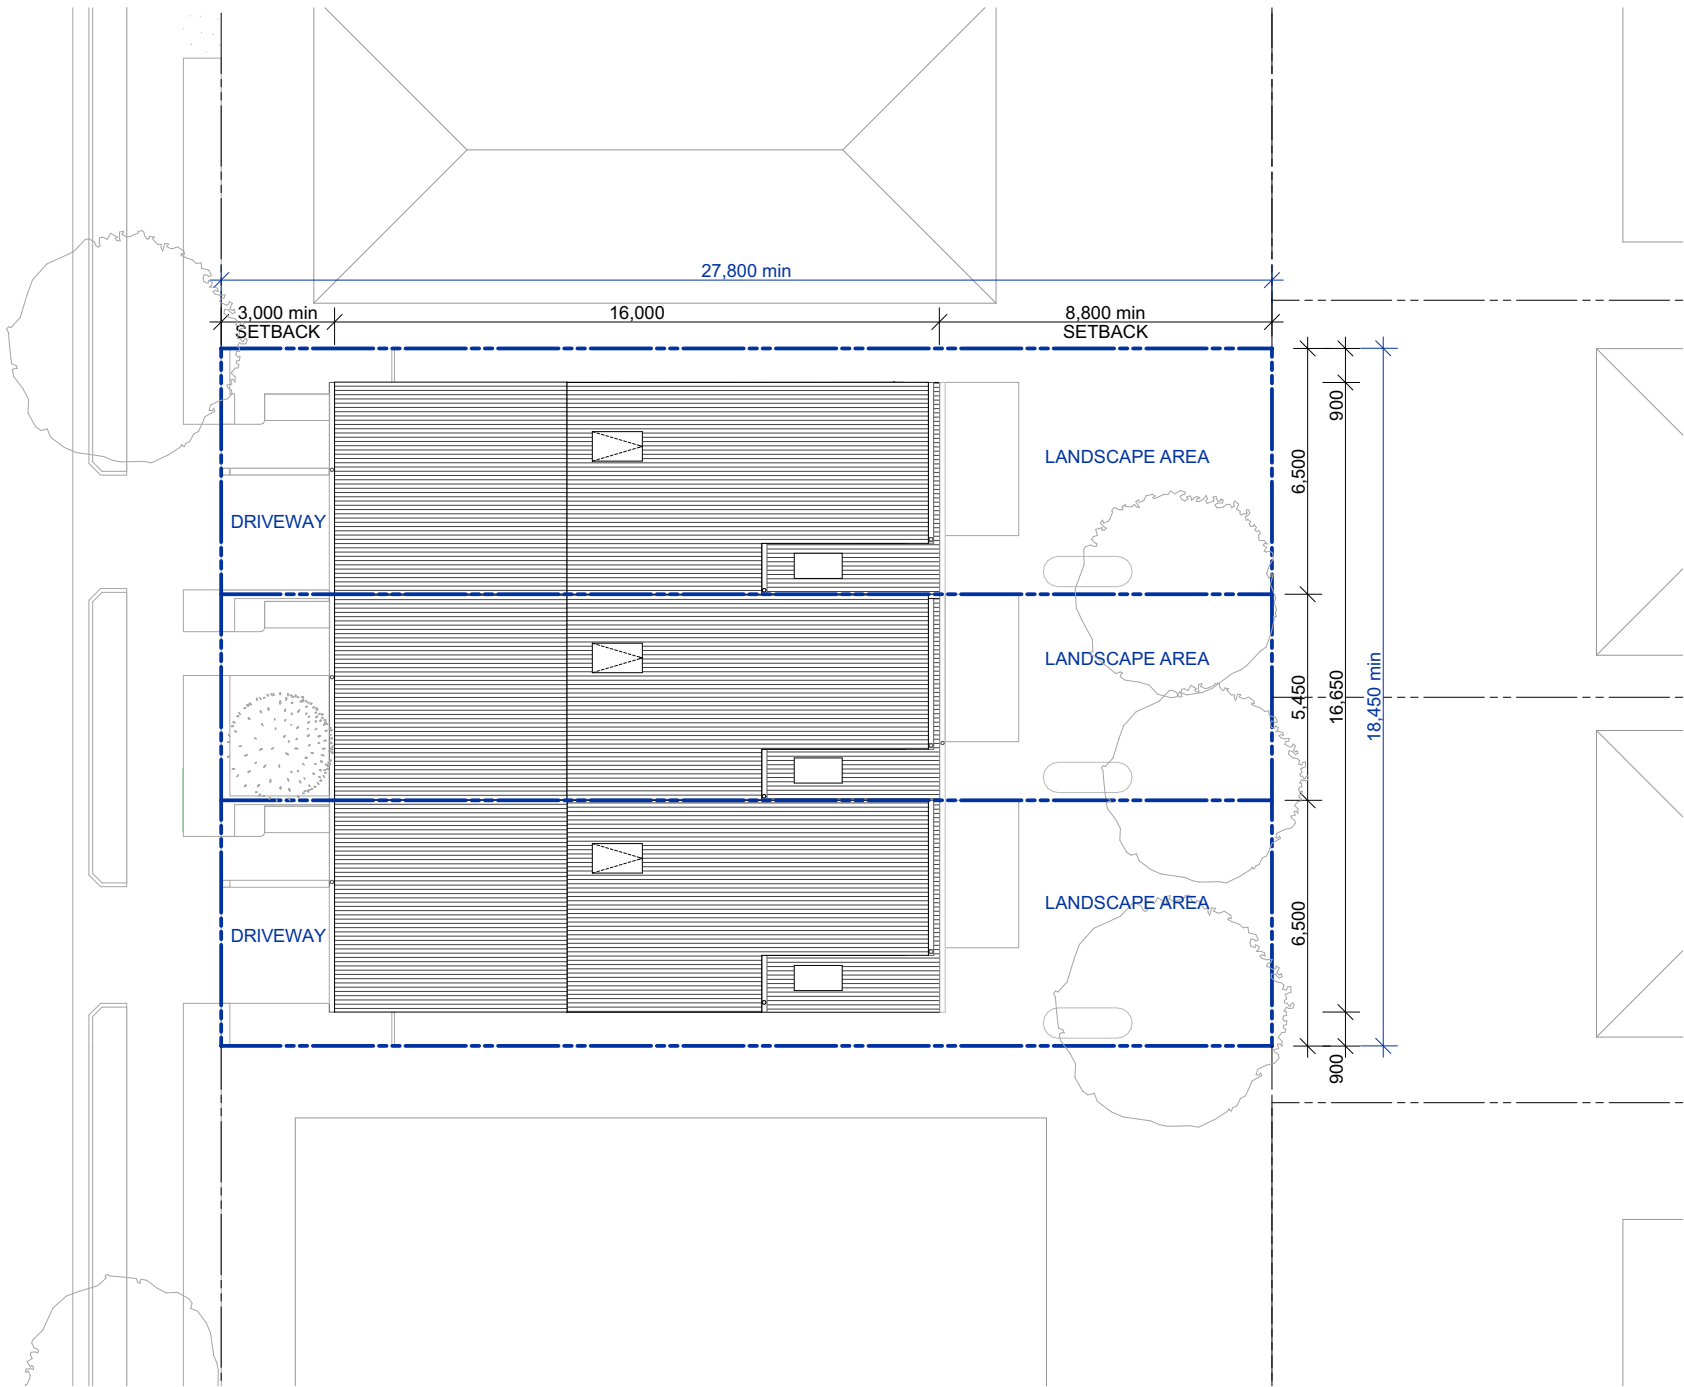 27,800 min
3,000 min
SETBACK
16,000
8,800 min
SETBACK
900
6,500
LANDSCAPE AREA
DRIVEWAY
LANDSCAPE AREA
5,450
16,650
18,450 min
LANDSCAPE AREA
6,500
DRIVEWAY
900